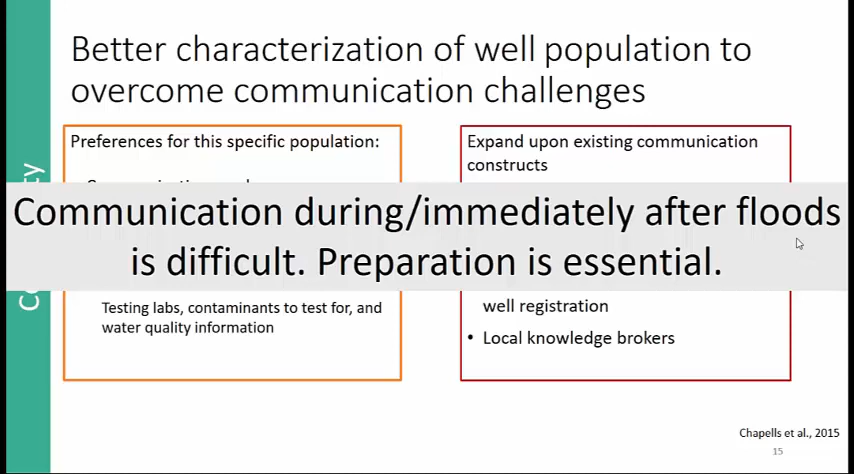 Better characterization of well population to
overcome communication challenges
Preferences for this specific population:
Expand upon existing communication
constructs
Communication during/immediately after floods
is difficult. Preparation is essential.
Testing labs, contaminants to test for, and
water quality information
well registration
• Local knowledge brokers
Chapells et al., 2015
15